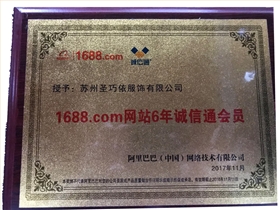 1688.com
诚信通
授予：苏州圣巧依服饰有限公司
1688.com网站6年诚信通会员
阿里巴巴（中国）网络技术有限公司
2017年11月